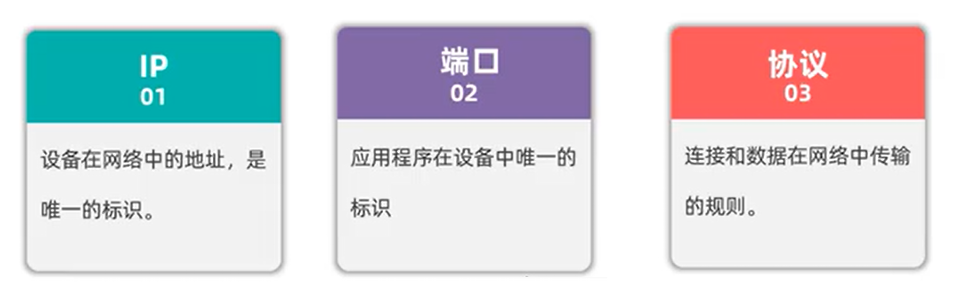 IP
01
设备在网络中的地址，是
唯一的标识。
端口
02
应用程序在设备中唯一的
标识
协议
03
连接和数据在网络中传输
的规则。